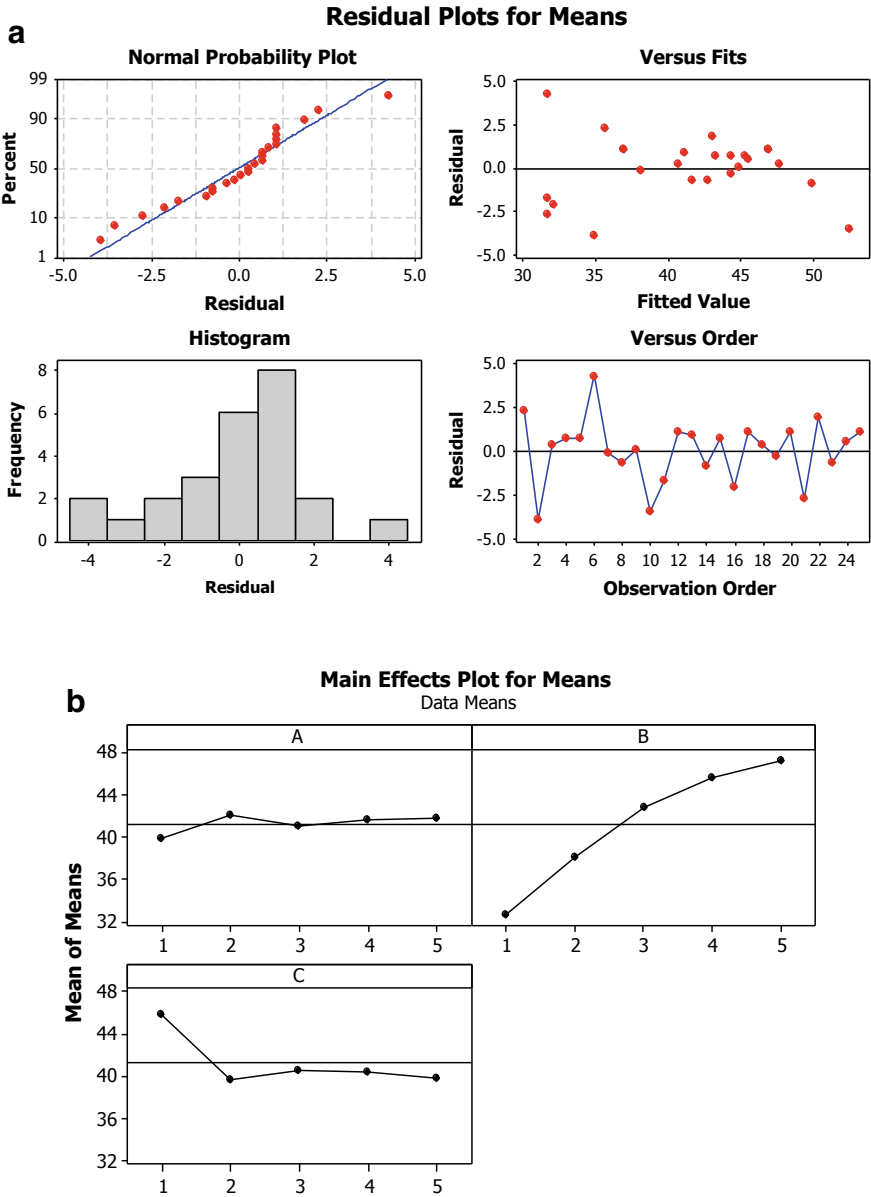 Residual Plots for Means
a
Normal Probability Plot
99
90
50
10
1
Percent
-5.0 -2.5 0.0 2.5 5.0
Residual
Versus Fits
5.0
2.5
0.0
-2.5
-5.0
Residual
30 35 40 45 50
Fitted Value
Histogram
8
6
4
2
0
Frequency
-4 -2 0 2 4
Residual
Versus Order
5.0
2.5
0.0
-2.5
-5.0
Residual
2 4 6 8 10 12 14 16 18 20 22 24
Observation Order
b
Main Effects Plot for Means
Data Means
Mean of Means
A
B
48
44
40
36
32
1 2 3 4 5
1 2 3 4 5
C
48
44
40
36
32
1 2 3 4 5